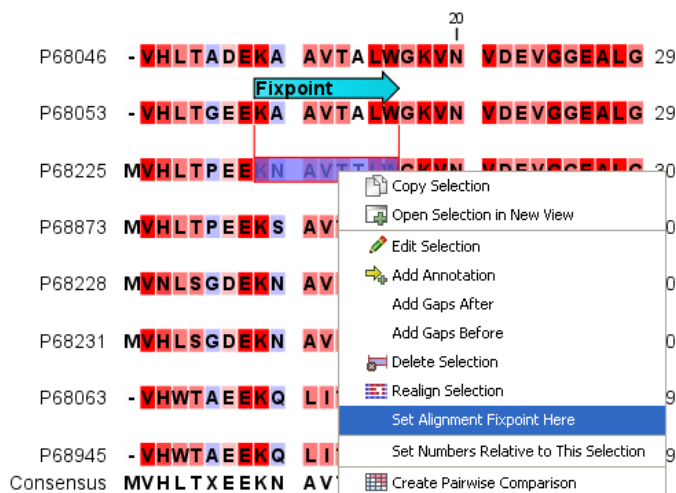 20
P68046 - VHLTADEKA AVTALWGKVN VDEVGGEALG 29
Fixpoint
P68053 - VHLTGEEKA AVTALWGKVN VDEVGGEALG 29
P68225 MVHLTPEEKN AVTTLWGKVN VDEVGGEALG 30
Copy Selection
Open Selection in New View
P68873 MVHLTPEEKS AV
Edit Selection
Add Annotation
P68228 MVNLSGDEKN AV
Add Gaps After
Add Gaps Before
P68231 MVHLSGDEKN AV
Delete Selection
Realign Selection
P68063 - VHWTAEEKQ LI
Set Alignment Fixpoint Here
P68945 - VHWTAEEKQ LI
Set Numbers Relative to This Selection
Consensus MVHLTXEEKN AV
Create Pairwise Comparison